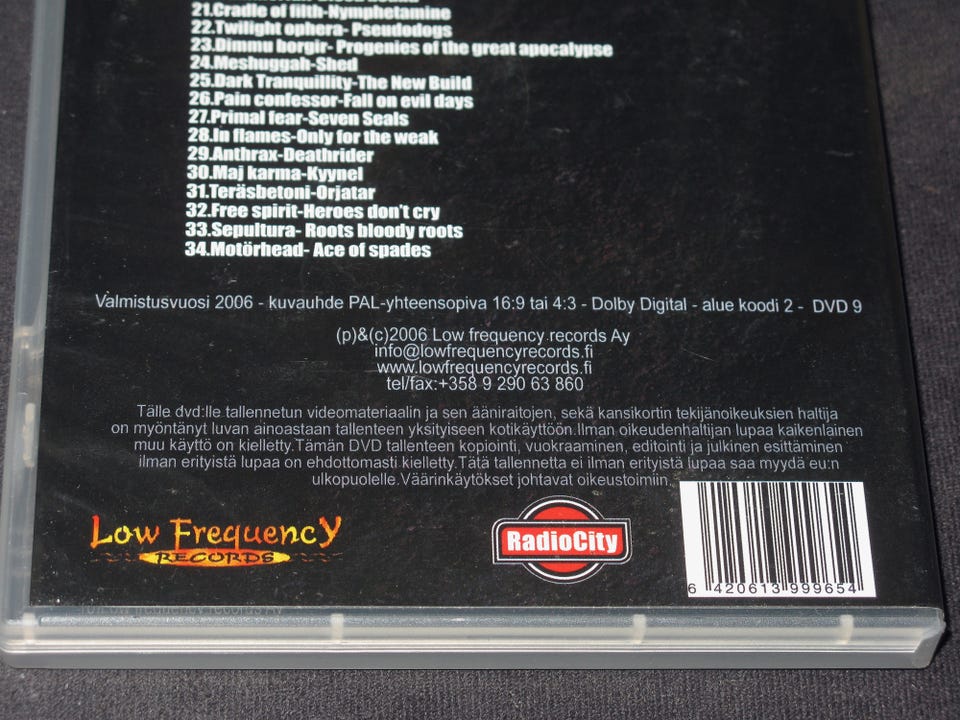 21.Cradle of filth-Nymphetamine
22.Twilight ophera- Pseudodogs
23.Dimmu borgir- Progenies of the great apocalypse
24.Meshuggah-Shed
25.Dark Tranquillity-The New Build
26.Pain confessor-Fall on evil days
27.Primal fear-Seven Seals
28.In flames-Only for the weak
29.Anthrax-Deathrider
30.Maj karma-Kyynel
31.Teräsbetoni-Orjatar
32.Free spirit-Heroes don't cry
33.Sepultura- Roots bloody roots
34.Motörhead- Ace of spades
Valmistusvuosi 2006 - kuvauhde PAL-yhteensopiva 16:9 tai 4:3 - Dolby Digital - alue koodi 2 - DVD 9
(p)&(c)2006 Low frequency records Ay
info@lowfrequencyrecords.fi
www.lowfrequencyrecords.fi
tel/fax:+358 9 290 63 860
Tälle dvd:lle tallennetun videomateriaalin ja sen ääniraitojen, sekä kansikortin tekijänoikeuksien haltija
on myöntänyt luvan ainoastaan tallenteen yksityiseen kotikäyttöön.Ilman oikeudenhaltijan lupaa kaikenlainen
muu käyttö on kielletty.Tämän DVD tallenteen kopiointi, vuokraaminen, editointi ja julkinen esittäminen
ilman erityistä lupaa on ehdottomasti kielletty.Tätä tallennetta ei ilman erityistä lupaa saa myydä eu:n
ulkopuolelle.Väärinkäytökset johtavat oikeustoimiin.
Low Frequency
RECORDS
RadioCity
6 420613 999654